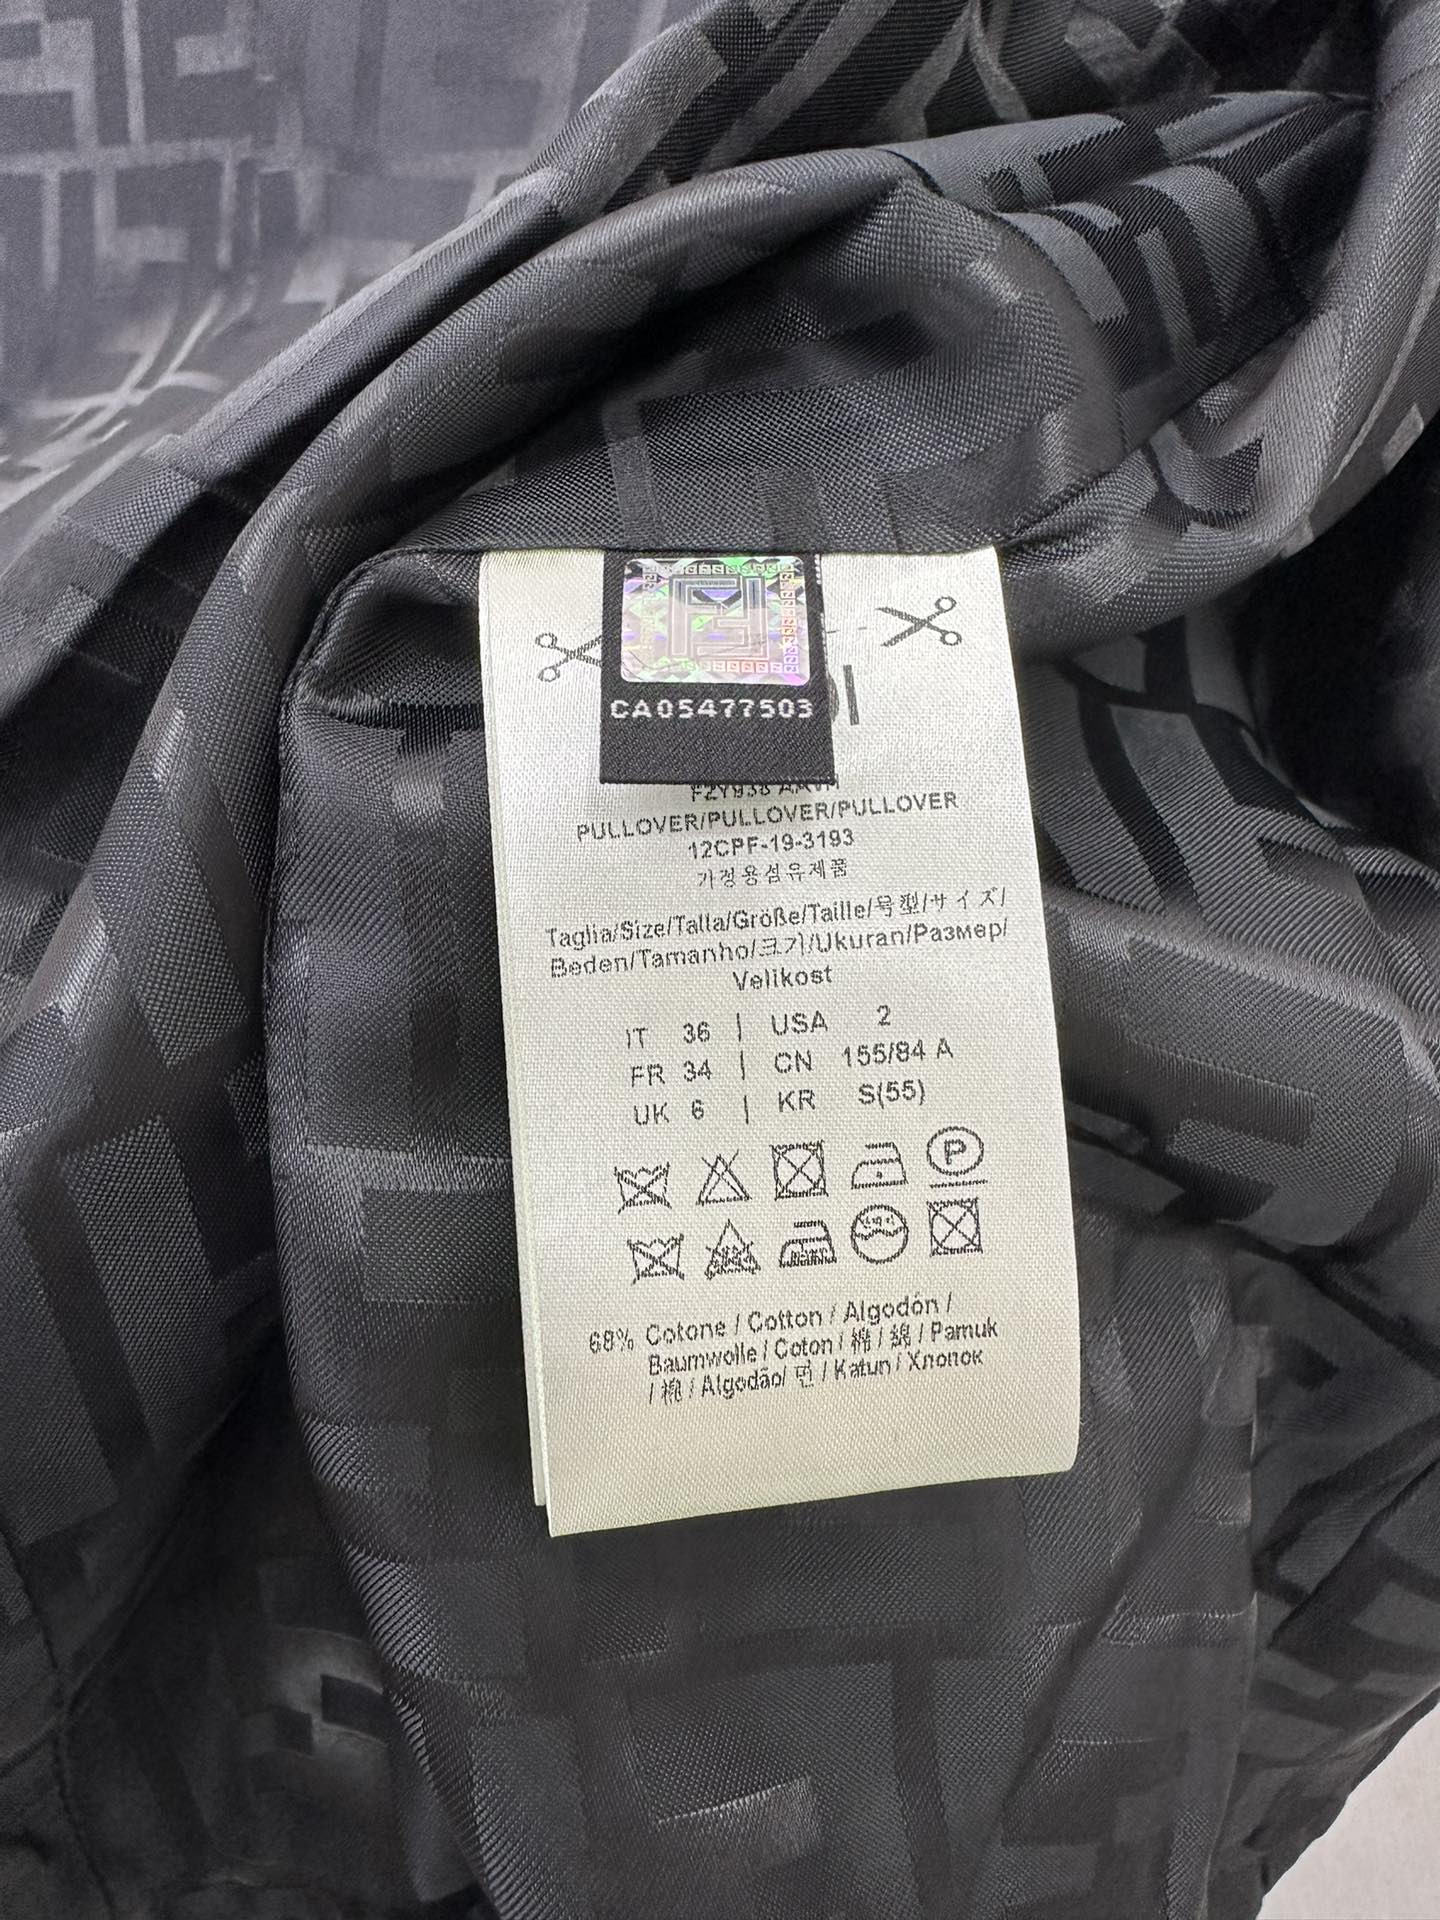 CA05477503
PULLOVER/PULLOVER/PULLOVER
12CPF-19-3193
가정용섬유제품
Taglia/Size/Talla/Größe/Taille/号型/サイズ/
Beden/Tamanho/크기/Ukuran/Размер/
Velikost
IT 36 | USA 2
FR 34 | CN 155/84 A
UK 6 | KR S(55)
P
68% Cotone / Cotton / Algodón /
Baumwolle / Coton / 棉 / 綿 / Pamuk
/ 棉 / Algodão/ 면 / Katun / Хлопок